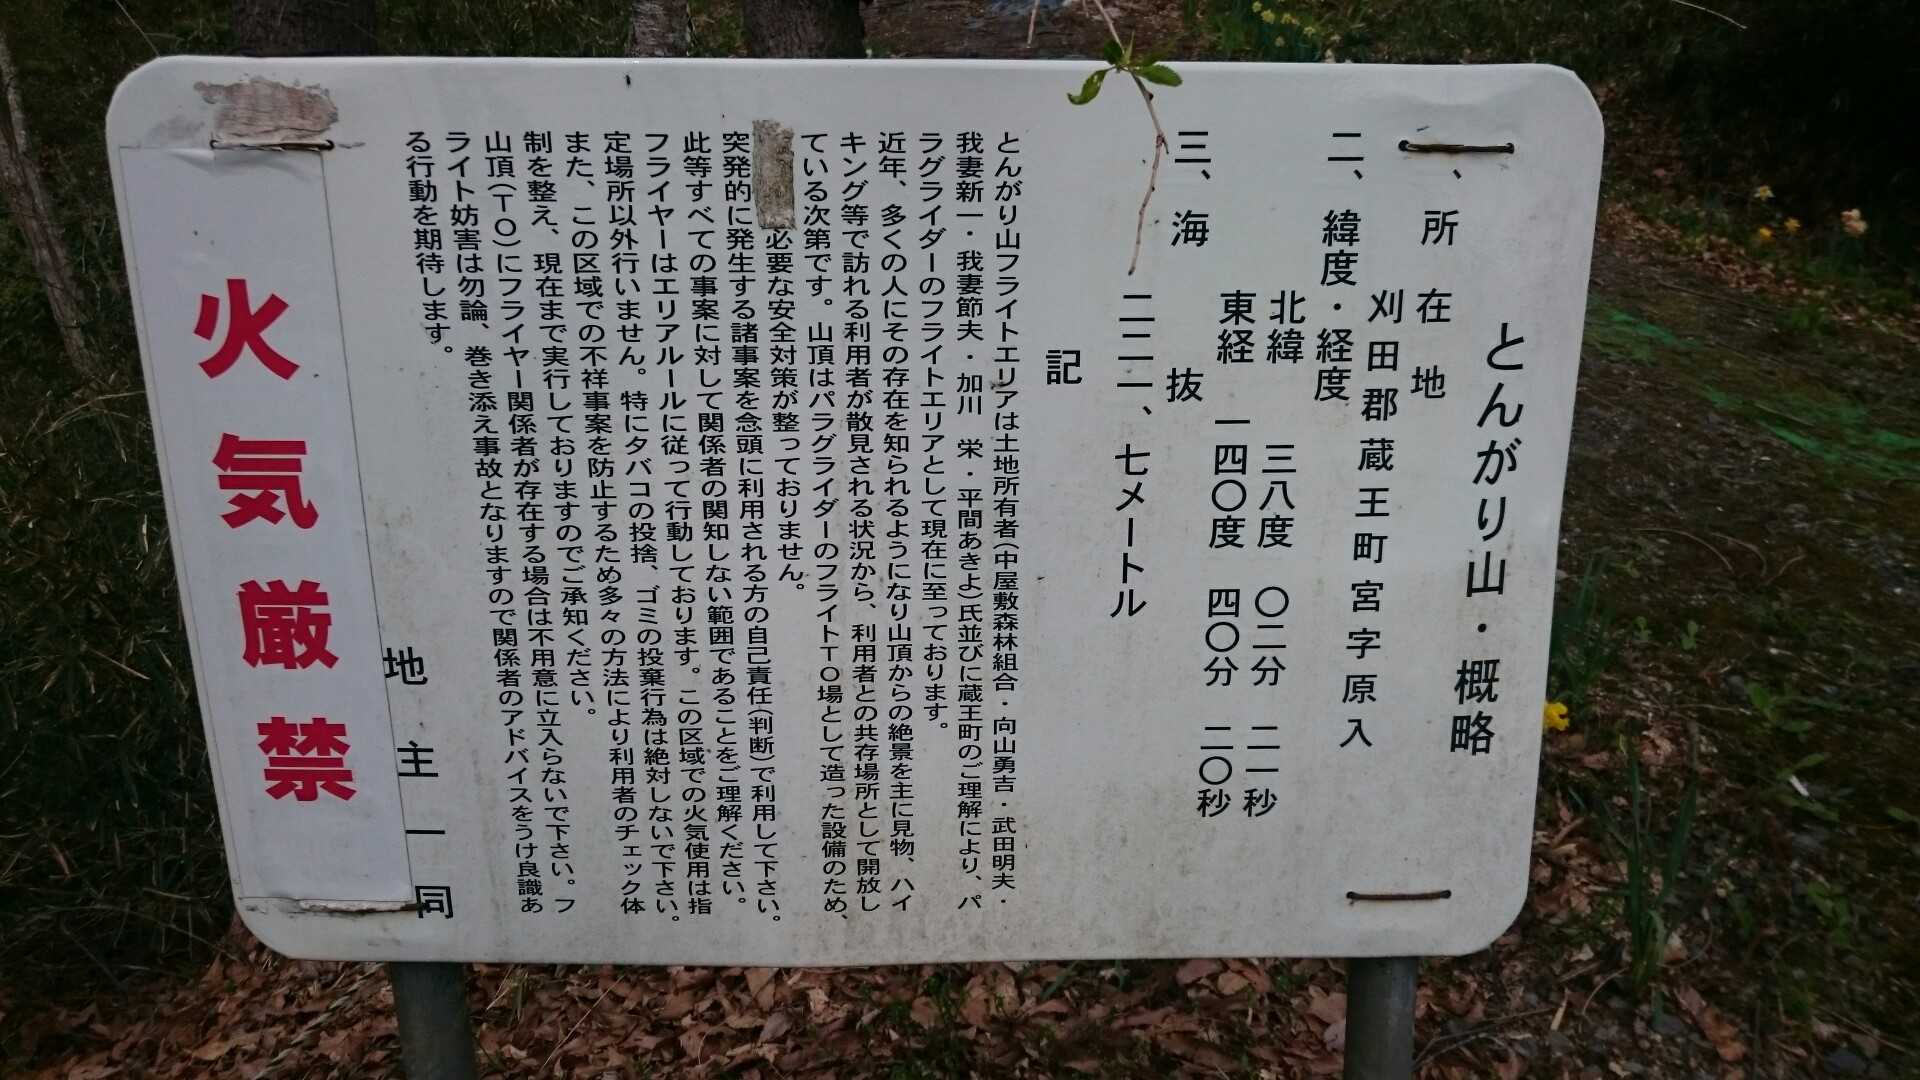 とんがり山・概略
一、所在地
刈田郡蔵王町宮字原入
二、緯度・経度
北緯 三八度 〇二分 二一秒
東経 一四〇度 四〇分 二〇秒
三、海抜
二二一、七メートル
記
とんがり山フライトエリアは土地所有者(中屋敷森林組合・向山勇吉・武田明夫・
我妻新一・我妻節夫・加川 栄・平間あきよ)氏並びに蔵王町のご理解により、パ
ラグライダーのフライトエリアとして現在に至っております。
近年、多くの人にその存在を知られるようになり山頂からの絶景を主に見物、ハイ
キング等で訪れる利用者が散見される状況から、利用者との共存場所として開放し
ている次第です。山頂はパラグライダーのフライトTO場として造った設備のため、
必要な安全対策が整っておりません。
突発的に発生する諸事案を念頭に利用される方の自己責任(判断)で利用して下さい。
此等すべての事案に対して関係者の関知しない範囲であることをご理解ください。
フライヤーはエリアルールに従って行動しております。この区域での火気使用は指
定場所以外行いません。特にタバコの投捨、ゴミの投棄行為は絶対しないで下さい。
また、この区域での不祥事案を防止するため多々の方法により利用者のチェック体
制を整え、現在まで実行しておりますのでご承知ください。
山頂(TO)にフライヤー関係者が存在する場合は不用意に立入らないで下さい。フ
ライト妨害は勿論、巻き添え事故となりますので関係者のアドバイスをうけ良識あ
る行動を期待します。
地主一同
火気厳禁